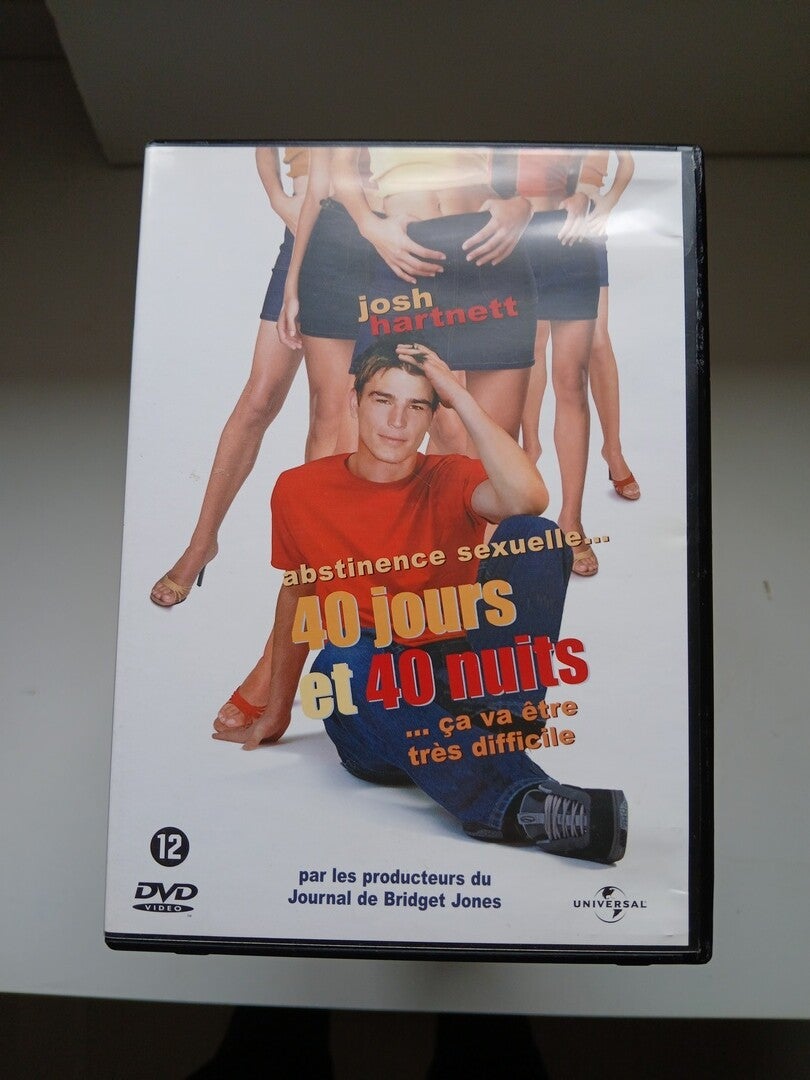 josh
hartnett
abstinence sexuelle...
40 jours
et 40 nuits
... ça va être
très difficile
12
DVD
VIDEO
TM
par les producteurs du
Journal de Bridget Jones
UNIVERSAL